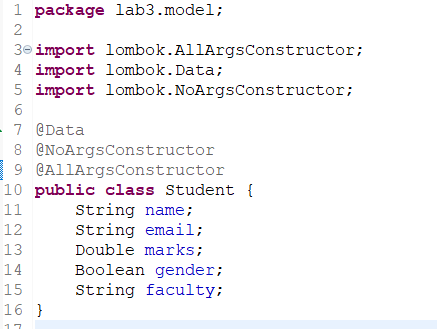 1 package lab3.model;
2
3 import lombok.AllArgsConstructor;
4 import lombok.Data;
5 import lombok.NoArgsConstructor;
6
7 @Data
8 @NoArgsConstructor
9 @AllArgsConstructor
10 public class Student {
11     String name;
12     String email;
13     Double marks;
14     Boolean gender;
15     String faculty;
16 }
17